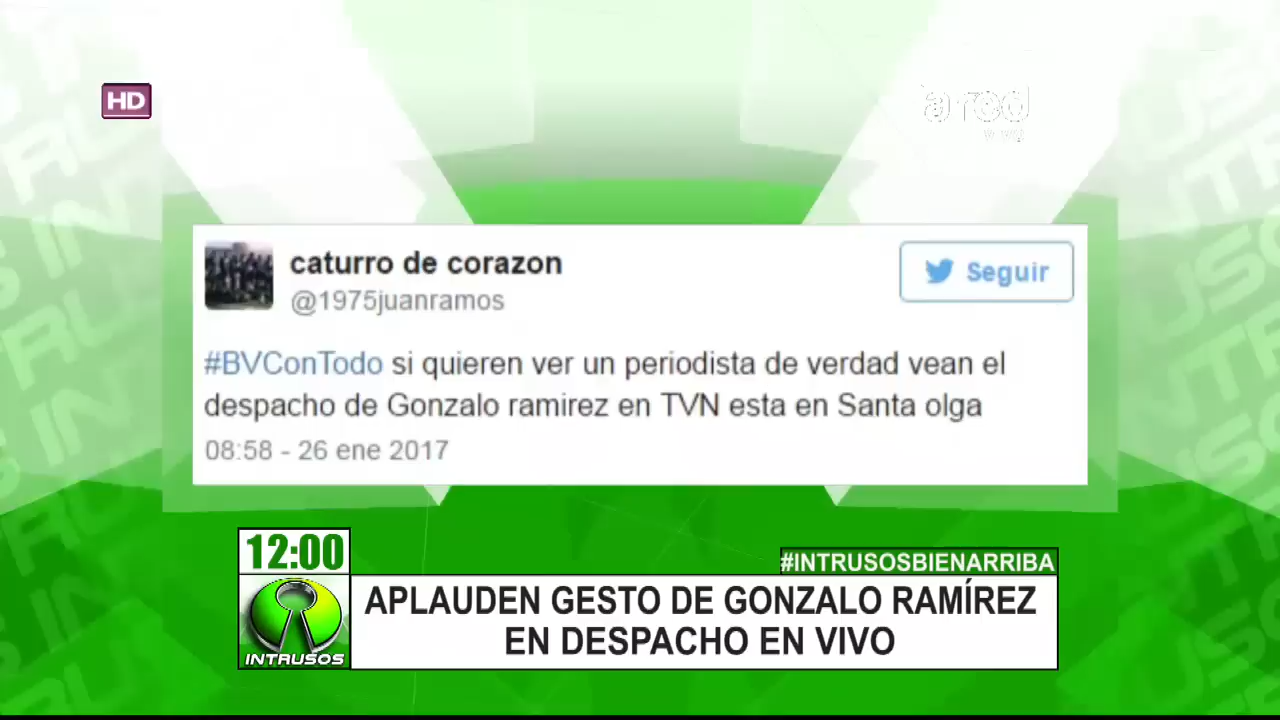 HD
a red
caturro de corazon
@1975juanramos
Seguir
#BVConTodo si quieren ver un periodista de verdad vean el
despacho de Gonzalo ramirez en TVN esta en Santa olga
08:58 - 26 ene 2017
12:00
#INTRUSOSBIENARRIBA
APLAUDEN GESTO DE GONZALO RAMÍREZ
EN DESPACHO EN VIVO
INTRUSOS